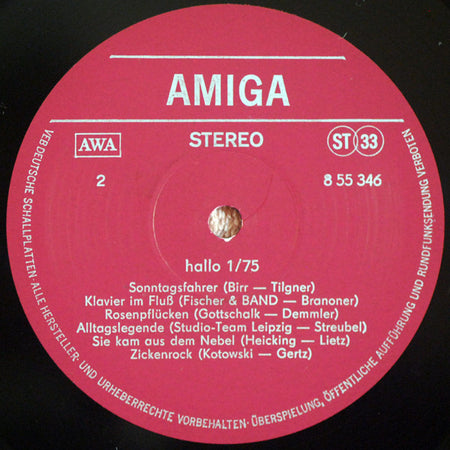 AMIGA
AWA
STEREO
ST 33
2
8 55 346
hallo 1/75
Sonntagsfahrer (Birr — Tilgner)
Klavier im Fluß (Fischer & BAND — Branoner)
Rosenpflücken (Gottschalk — Demmler)
Alltagslegende (Studio-Team Leipzig — Streubel)
Sie kam aus dem Nebel (Heicking — Lietz)
Zickenrock (Kotowski — Gertz)
VEB DEUTSCHE SCHALLPLATTEN · ALLE HERSTELLER- UND URHEBERRECHTE VORBEHALTEN · ÜBERSPIELUNG, ÖFFENTLICHE AUFFÜHRUNG UND RUNDFUNKSENDUNG VERBOTEN